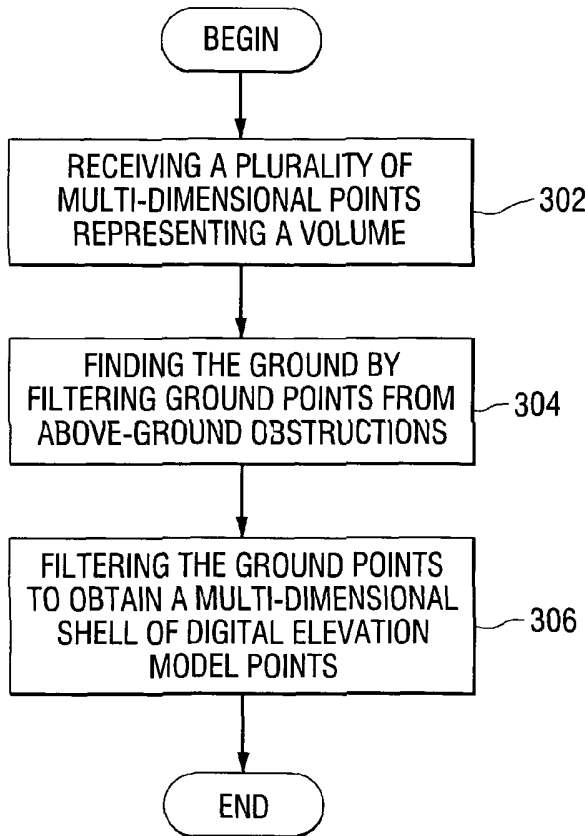 BEGIN
RECEIVING A PLURALITY OF
MULTI-DIMENSIONAL POINTS
REPRESENTING A VOLUME
302
FINDING THE GROUND BY
FILTERING GROUND POINTS FROM
ABOVE-GROUND OBSTRUCTIONS
304
FILTERING THE GROUND POINTS
TO OBTAIN A MULTI-DIMENSIONAL
SHELL OF DIGITAL ELEVATION
MODEL POINTS
306
END